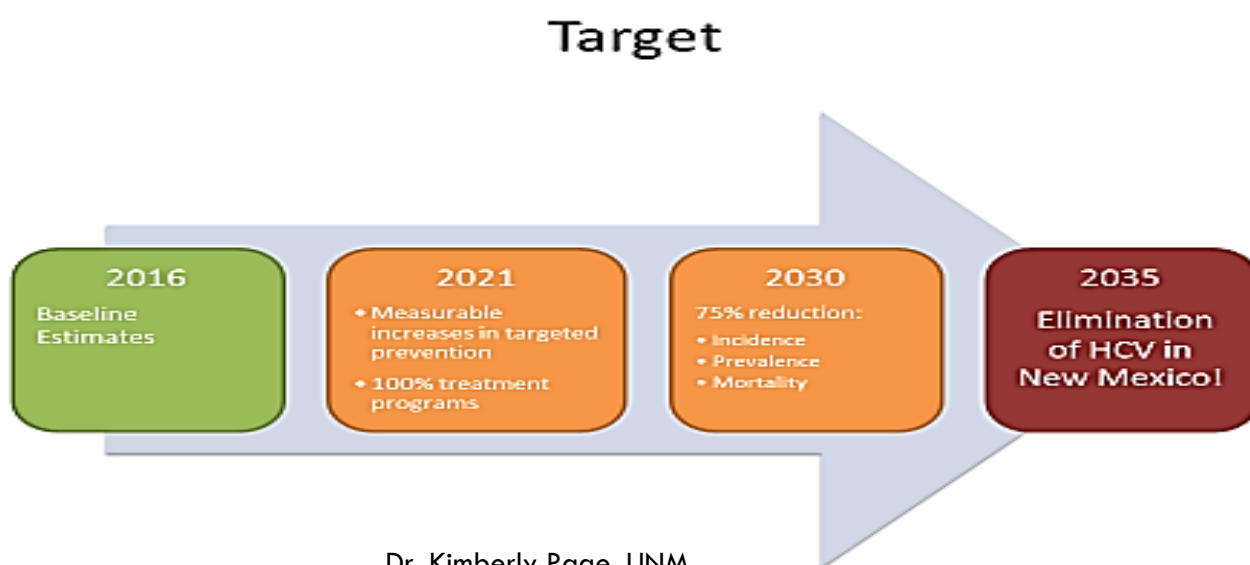 Target
2016
Baseline
Estimates
2021
• Measurable
increases in targeted
prevention
• 100% treatment
programs
2030
75% reduction:
• Incidence
• Prevalence
• Mortality
2035
Elimination
of HCV in
New Mexico!
Dr. Kimberly Page, UNM